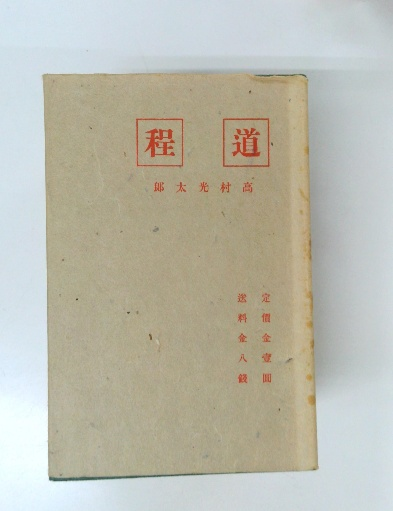 道程
高村光太郎
定價金壹圓
送料金八錢